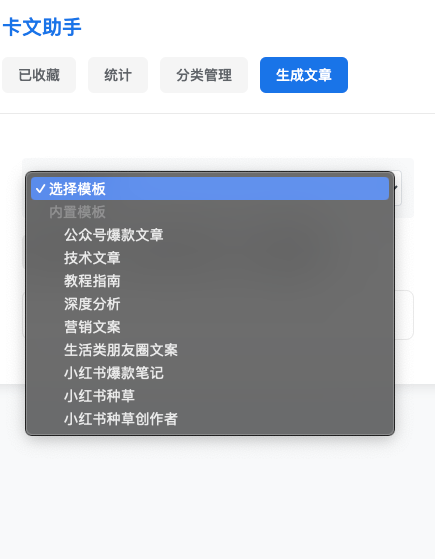 卡文助手
已收藏 统计 分类管理 生成文章
选择模板
内置模板
公众号爆款文章
技术文章
教程指南
深度分析
营销文案
生活类朋友圈文案
小红书爆款笔记
小红书种草
小红书种草创作者